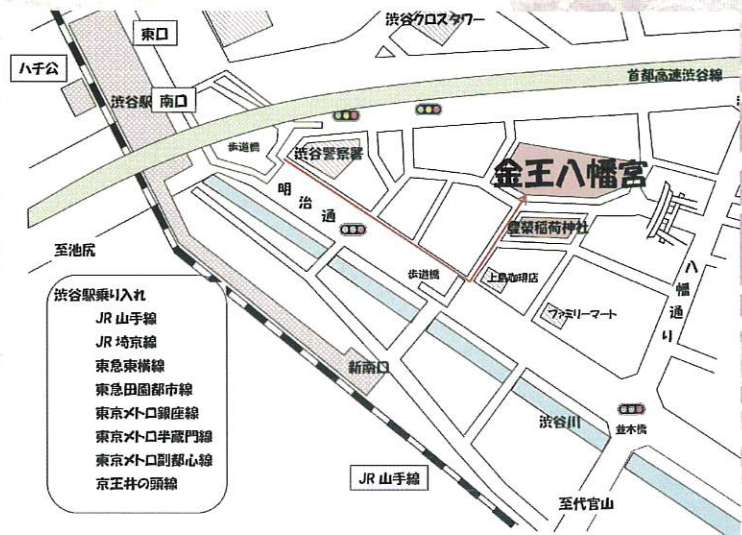 渋谷クロスタワー
東口
ハチ公
渋谷駅
南口
首都高速渋谷線
歩道橋
渋谷警察署
金王八幡宮
明治通
豊榮稲荷神社
至池尻
歩道橋
上島珈琲店
八幡通り
ファミリーマート
渋谷駅乗り入れ
JR 山手線
JR 埼京線
東急東横線
東急田園都市線
東京メトロ銀座線
東京メトロ半蔵門線
東京メトロ副都心線
京王井の頭線
新南口
渋谷川
並木橋
JR 山手線
至代官山